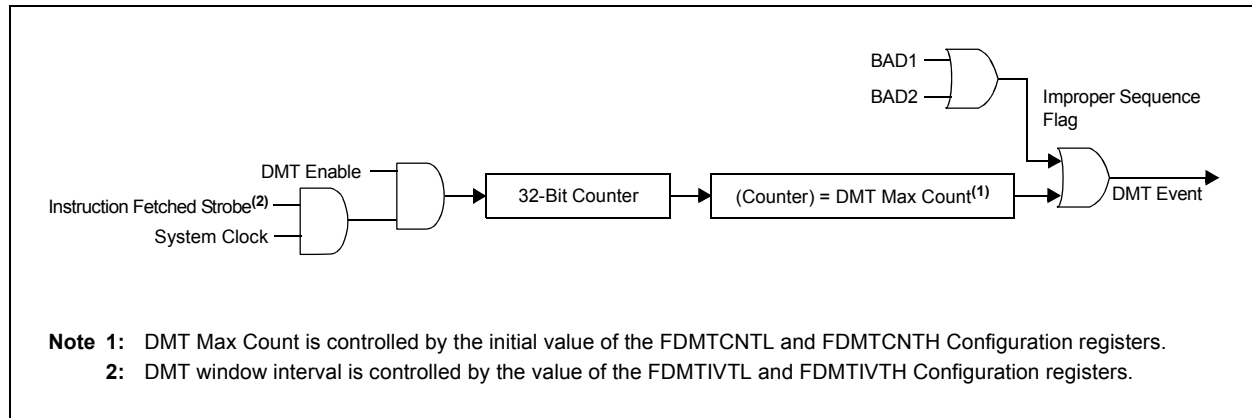 BAD1
BAD2
Improper Sequence
Flag
DMT Enable
Instruction Fetched Strobe(2)
System Clock
32-Bit Counter
(Counter) = DMT Max Count(1)
DMT Event
Note 1: DMT Max Count is controlled by the initial value of the FDMTCNTL and FDMTCNTH Configuration registers.
2: DMT window interval is controlled by the value of the FDMTIVTL and FDMTIVTH Configuration registers.